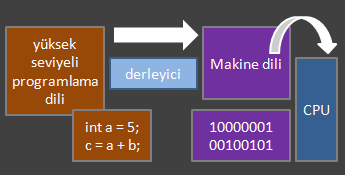 yüksek
seviyeli
programlama
dili
derleyici
Makine dili
CPU
int a = 5;
c = a + b;
10000001
00100101